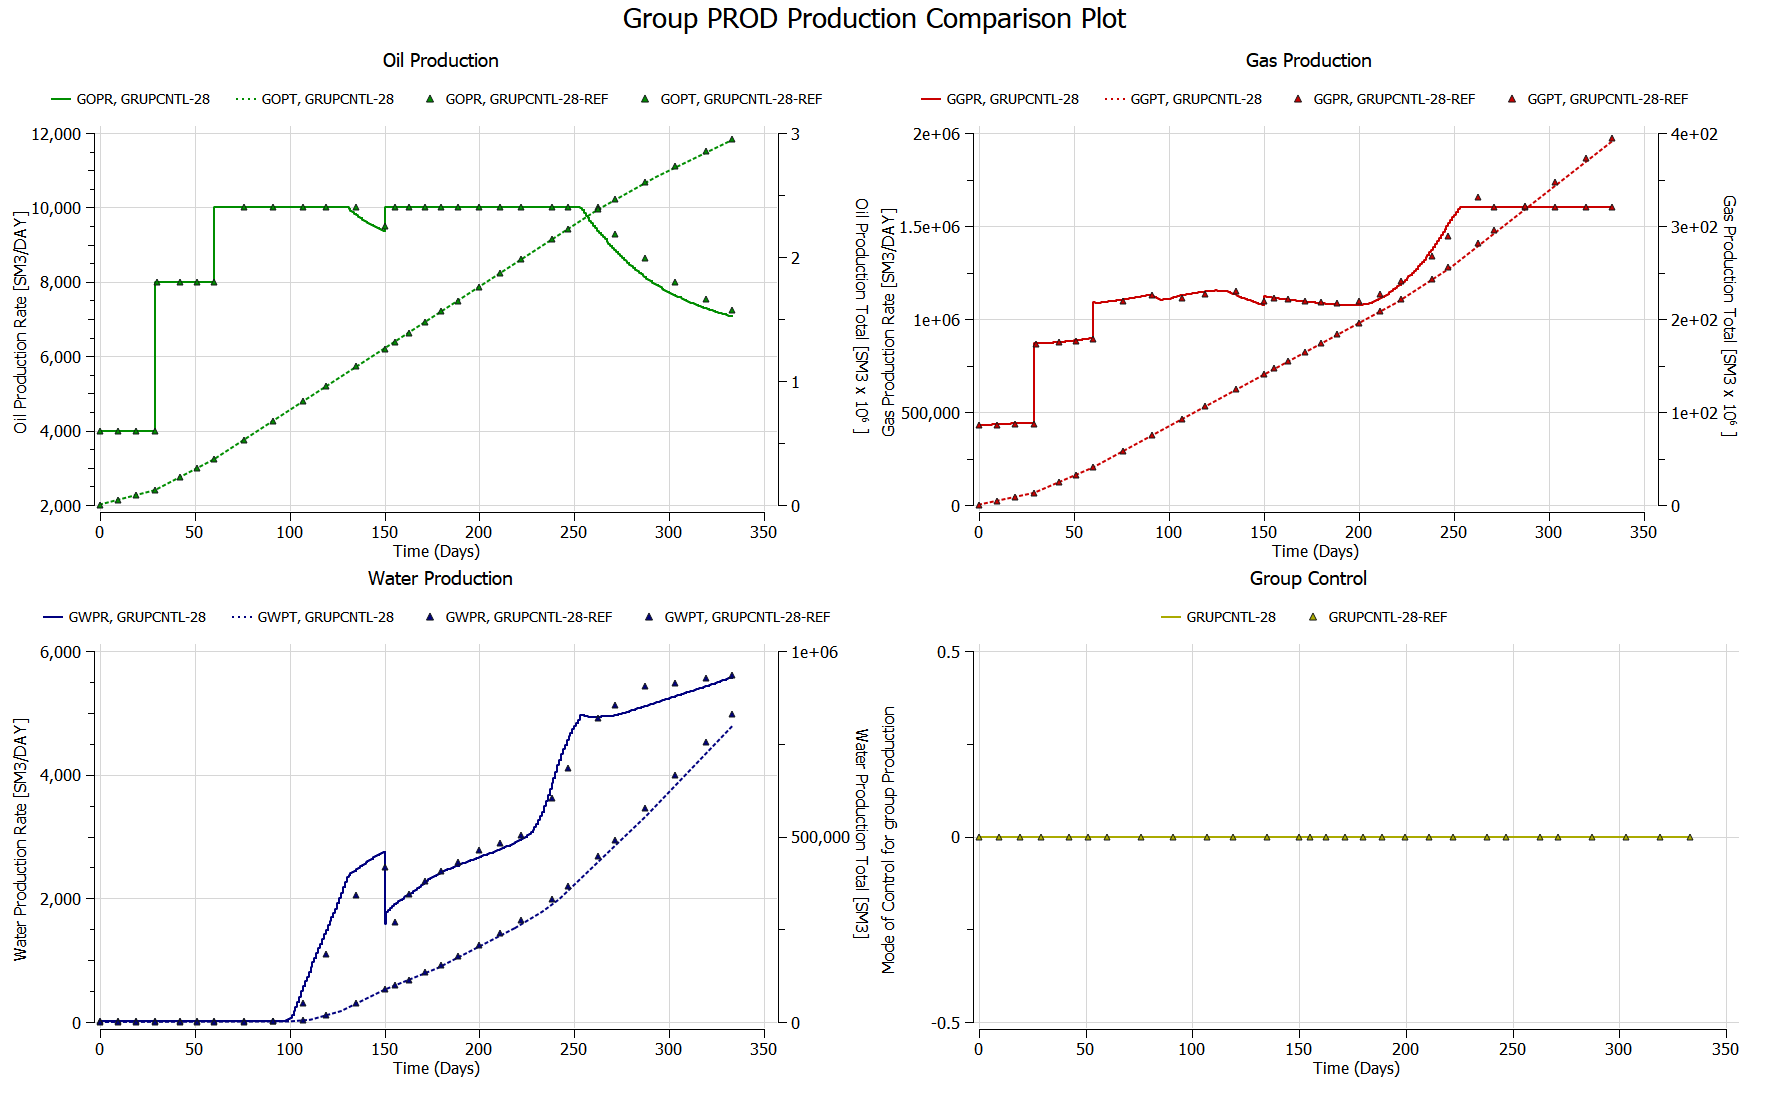 Group PROD Production Comparison Plot
Oil Production
GOPR, GRUPCNTL-28
GOPT, GRUPCNTL-28
GOPR, GRUPCNTL-28-REF
GOPT, GRUPCNTL-28-REF
12,000
10,000
8,000
6,000
4,000
2,000
3
2
1
0
0
50
100
150
200
250
300
350
Oil Production Rate [SM3/DAY]
Oil Production Total [SM3 x 10⁶ ]
Time (Days)
Gas Production
GGPR, GRUPCNTL-28
GGPT, GRUPCNTL-28
GGPR, GRUPCNTL-28-REF
GGPT, GRUPCNTL-28-REF
2e+06
1.5e+06
1e+06
500,000
0
4e+02
3e+02
2e+02
1e+02
0
0
50
100
150
200
250
300
350
Gas Production Rate [SM3/DAY]
Gas Production Total [SM3 x 10⁶ ]
Time (Days)
Water Production
GWPR, GRUPCNTL-28
GWPT, GRUPCNTL-28
GWPR, GRUPCNTL-28-REF
GWPT, GRUPCNTL-28-REF
6,000
4,000
2,000
0
1e+06
500,000
0
0
50
100
150
200
250
300
350
Water Production Rate [SM3/DAY]
Water Production Total [SM3]
Time (Days)
Group Control
GRUPCNTL-28
GRUPCNTL-28-REF
0.5
0
-0.5
0
50
100
150
200
250
300
350
Mode of Control for group Production
Time (Days)